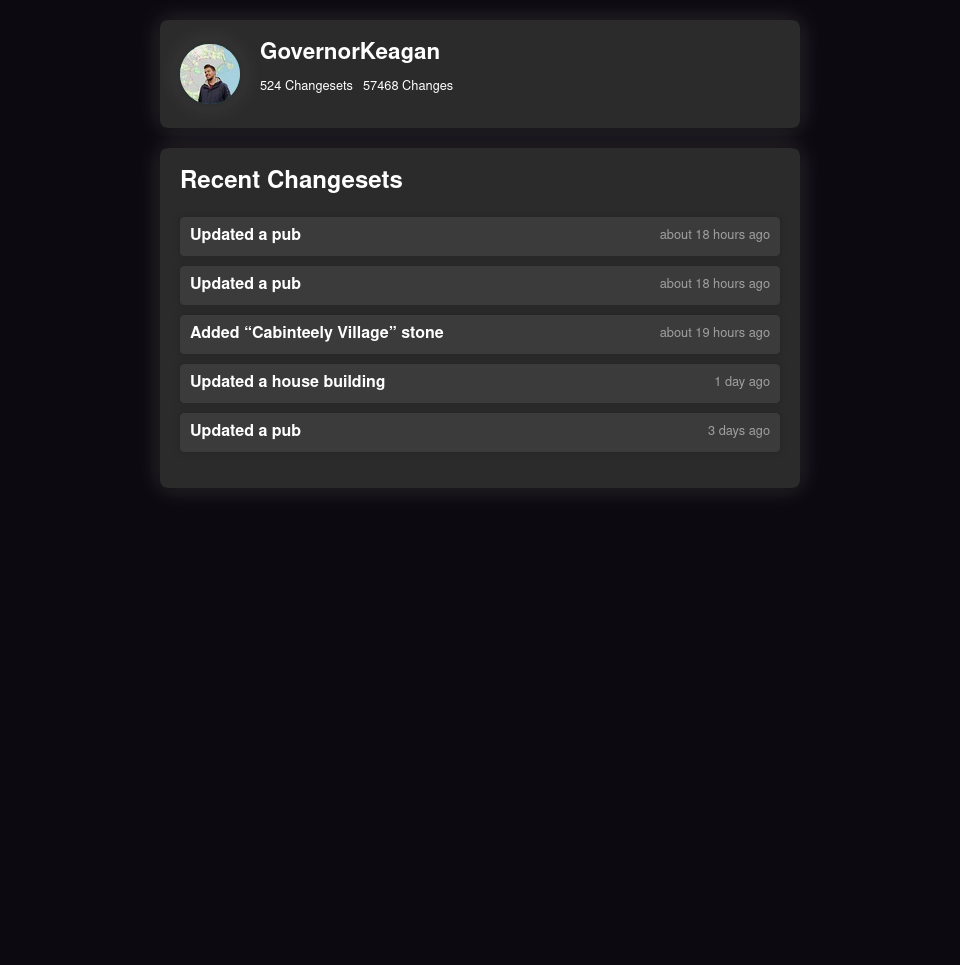 GovernorKeagan
524 Changesets 57468 Changes
Recent Changesets
Updated a pub about 18 hours ago
Updated a pub about 18 hours ago
Added “Cabinteely Village” stone about 19 hours ago
Updated a house building 1 day ago
Updated a pub 3 days ago